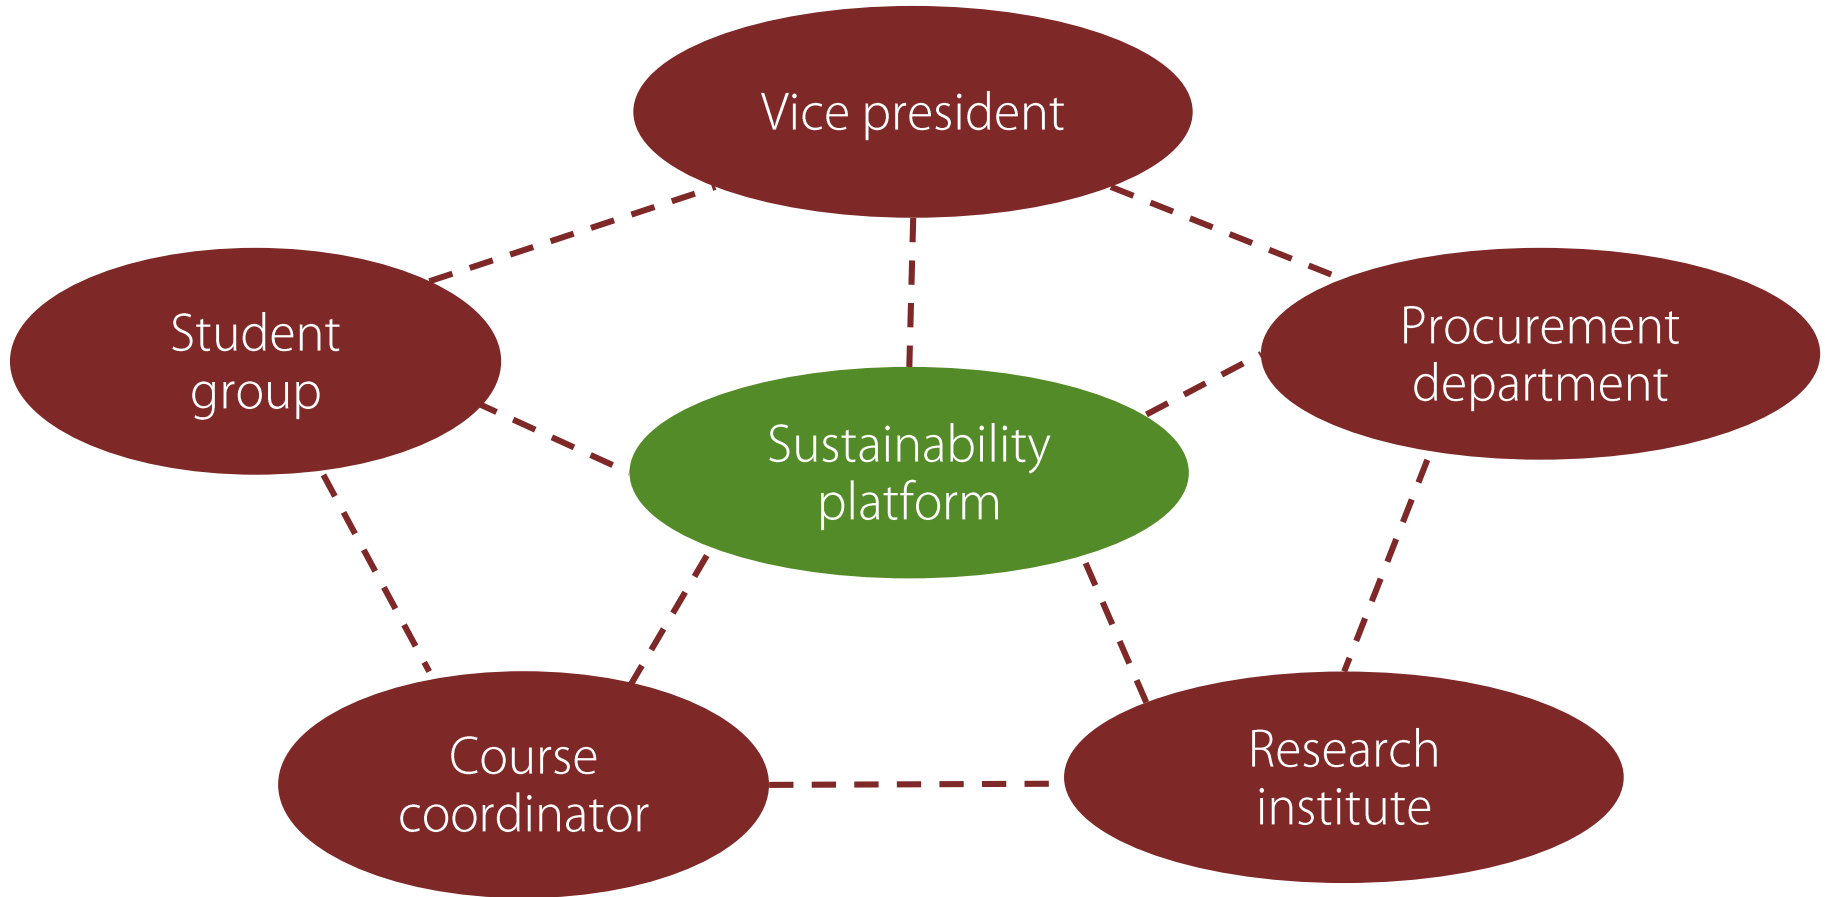 Vice president
Student
group
Procurement
department
Sustainability
platform
Course
coordinator
Research
institute